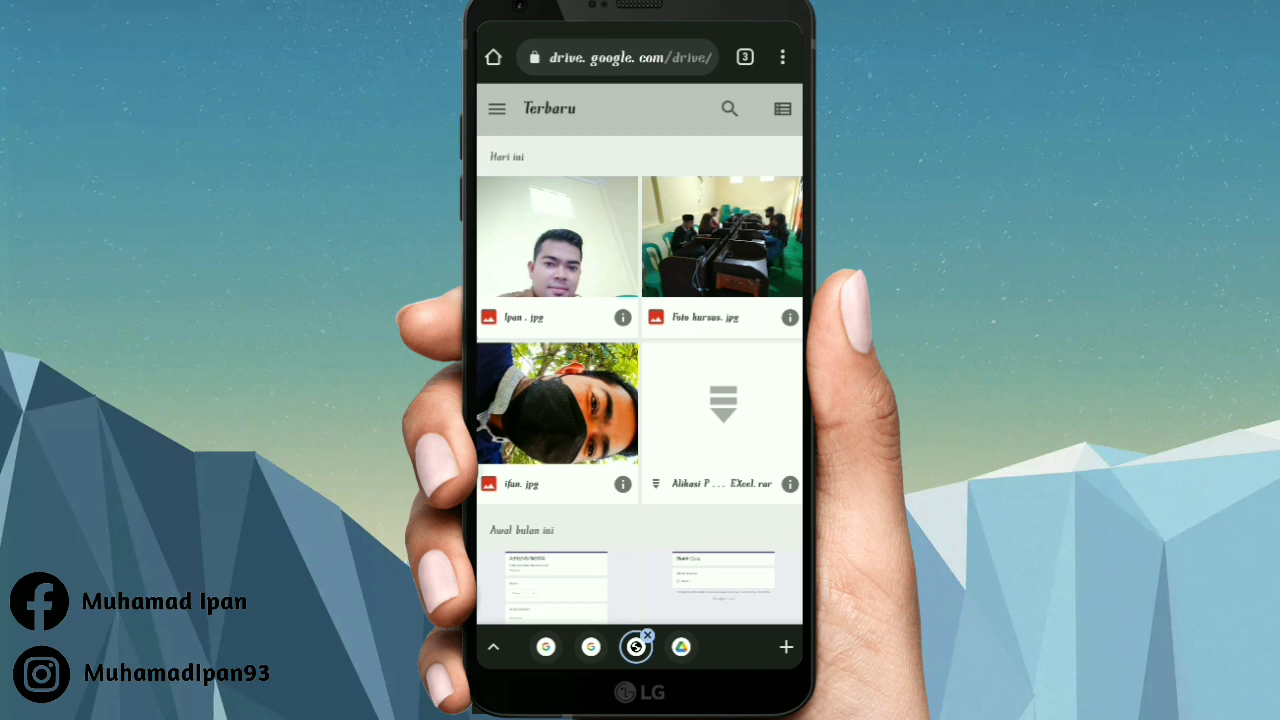 drive. google. com/drive/
3
Terbaru
Hari ini
Ipan . jpg
Foto kursus. jpg
ifan. jpg
Alikasi P . . . EXcel. rar
Awal bulan ini
LG
Muhamad Ipan
MuhamadIpan93